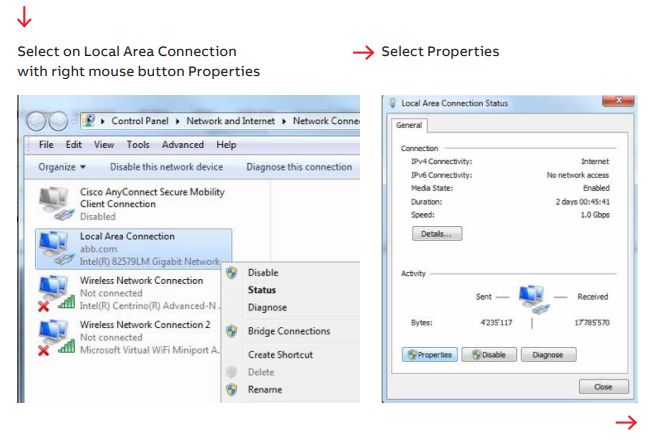 Select on Local Area Connection
with right mouse button Properties
Select Properties
Control Panel
Network and Internet
Network Conne
File Edit View Tools Advanced Help
Organize
Disable this network device
Diagnose this connection
Cisco AnyConnect Secure Mobility
Client Connection
Disabled
Local Area Connection
abb.com
Intel(R) 82579LM Gigabit Network
Wireless Network Connection
Not connected
Intel(R) Centrino(R) Advanced-N .
Wireless Network Connection 2
Not connected
Microsoft Virtual WiFi Miniport A.
Disable
Status
Diagnose
Bridge Connections
Create Shortcut
Delete
Rename
Local Area Connection Status
General
Connection
IPv4 Connectivity: Internet
IPv6 Connectivity: No network access
Media State: Enabled
Duration: 2 days 00:45:41
Speed: 1.0 Gbps
Details...
Activity
Sent Received
Bytes: 4'235'117 17'785'570
Properties Disable Diagnose
Close